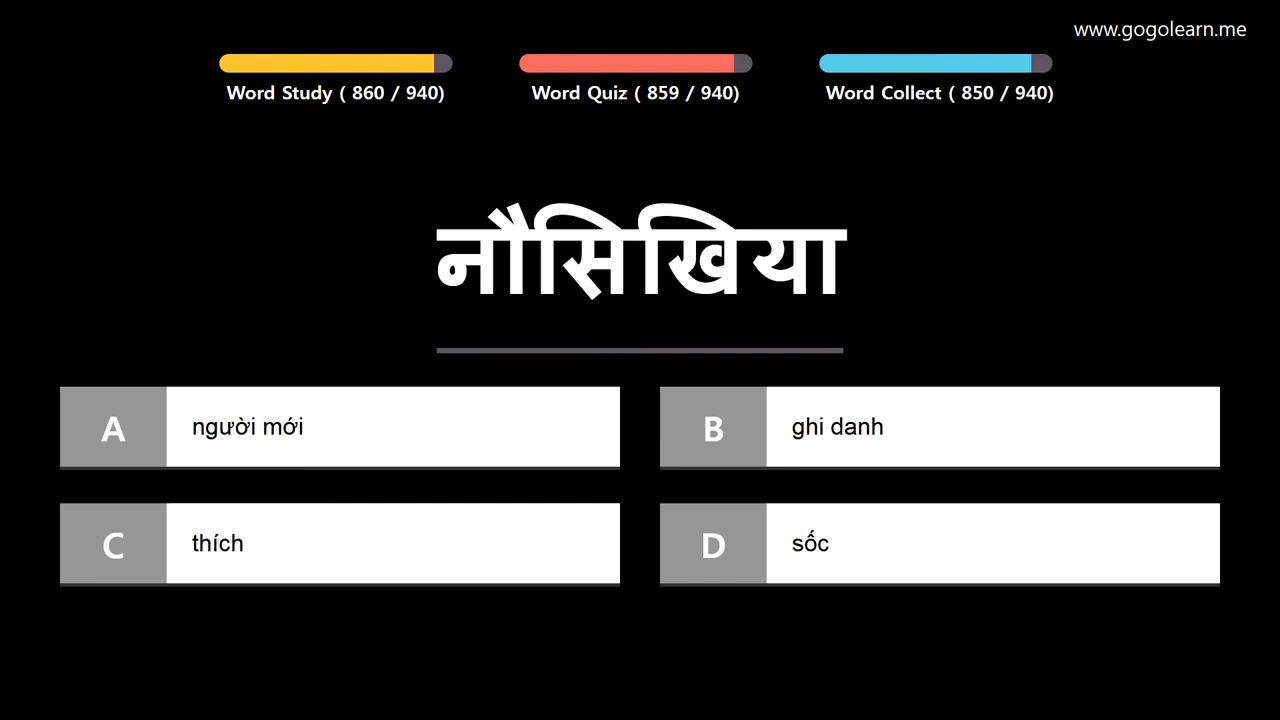 www.gogolearn.me
Word Study ( 860 / 940)
Word Quiz ( 859 / 940)
Word Collect ( 850 / 940)
नौसिखिया
A
người mới
B
ghi danh
C
thích
D
sốc